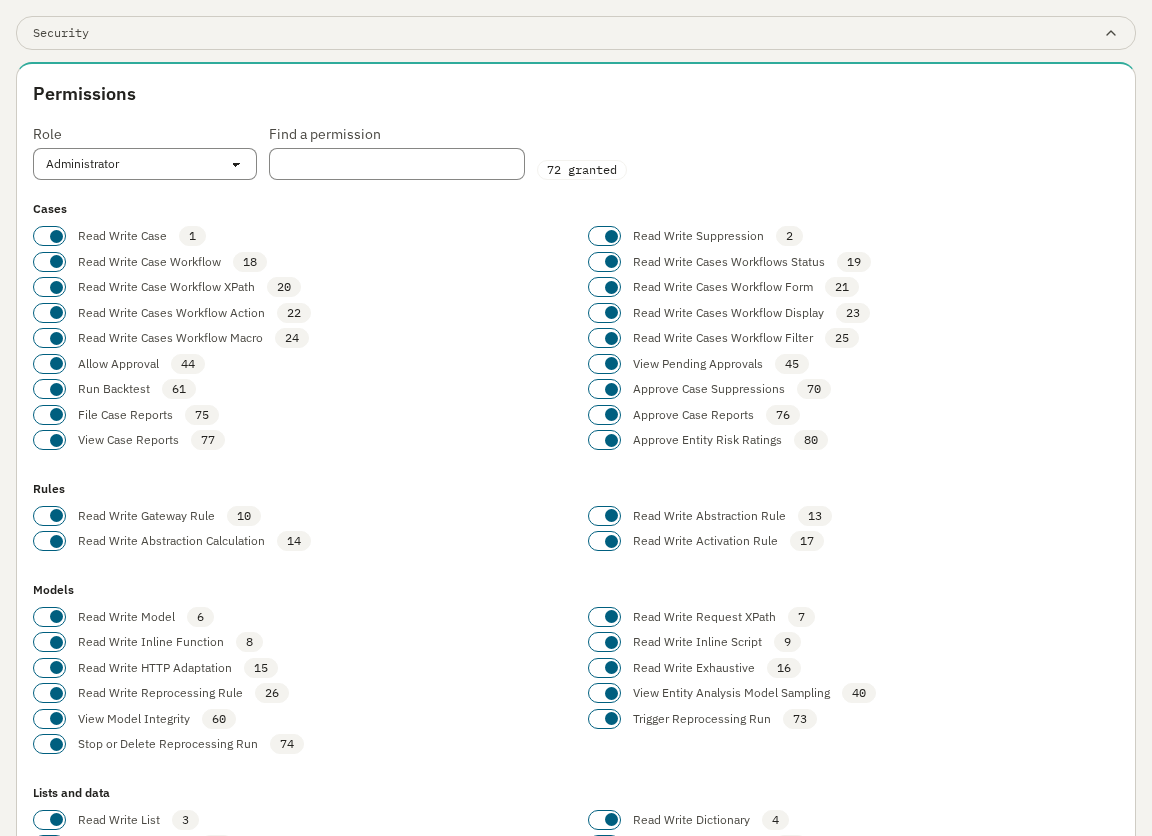 Security
Permissions
Role
Find a permission
Administrator
72 granted
Cases
Read Write Case 1
Read Write Suppression 2
Read Write Case Workflow 18
Read Write Cases Workflows Status 19
Read Write Case Workflow XPath 20
Read Write Cases Workflow Form 21
Read Write Cases Workflow Action 22
Read Write Cases Workflow Display 23
Read Write Cases Workflow Macro 24
Read Write Cases Workflow Filter 25
Allow Approval 44
View Pending Approvals 45
Run Backtest 61
Approve Case Suppressions 70
File Case Reports 75
Approve Case Reports 76
View Case Reports 77
Approve Entity Risk Ratings 80
Rules
Read Write Gateway Rule 10
Read Write Abstraction Rule 13
Read Write Abstraction Calculation 14
Read Write Activation Rule 17
Models
Read Write Model 6
Read Write Request XPath 7
Read Write Inline Function 8
Read Write Inline Script 9
Read Write HTTP Adaptation 15
Read Write Exhaustive 16
Read Write Reprocessing Rule 26
View Entity Analysis Model Sampling 40
View Model Integrity 60
Trigger Reprocessing Run 73
Stop or Delete Reprocessing Run 74
Lists and data
Read Write List 3
Read Write Dictionary 4